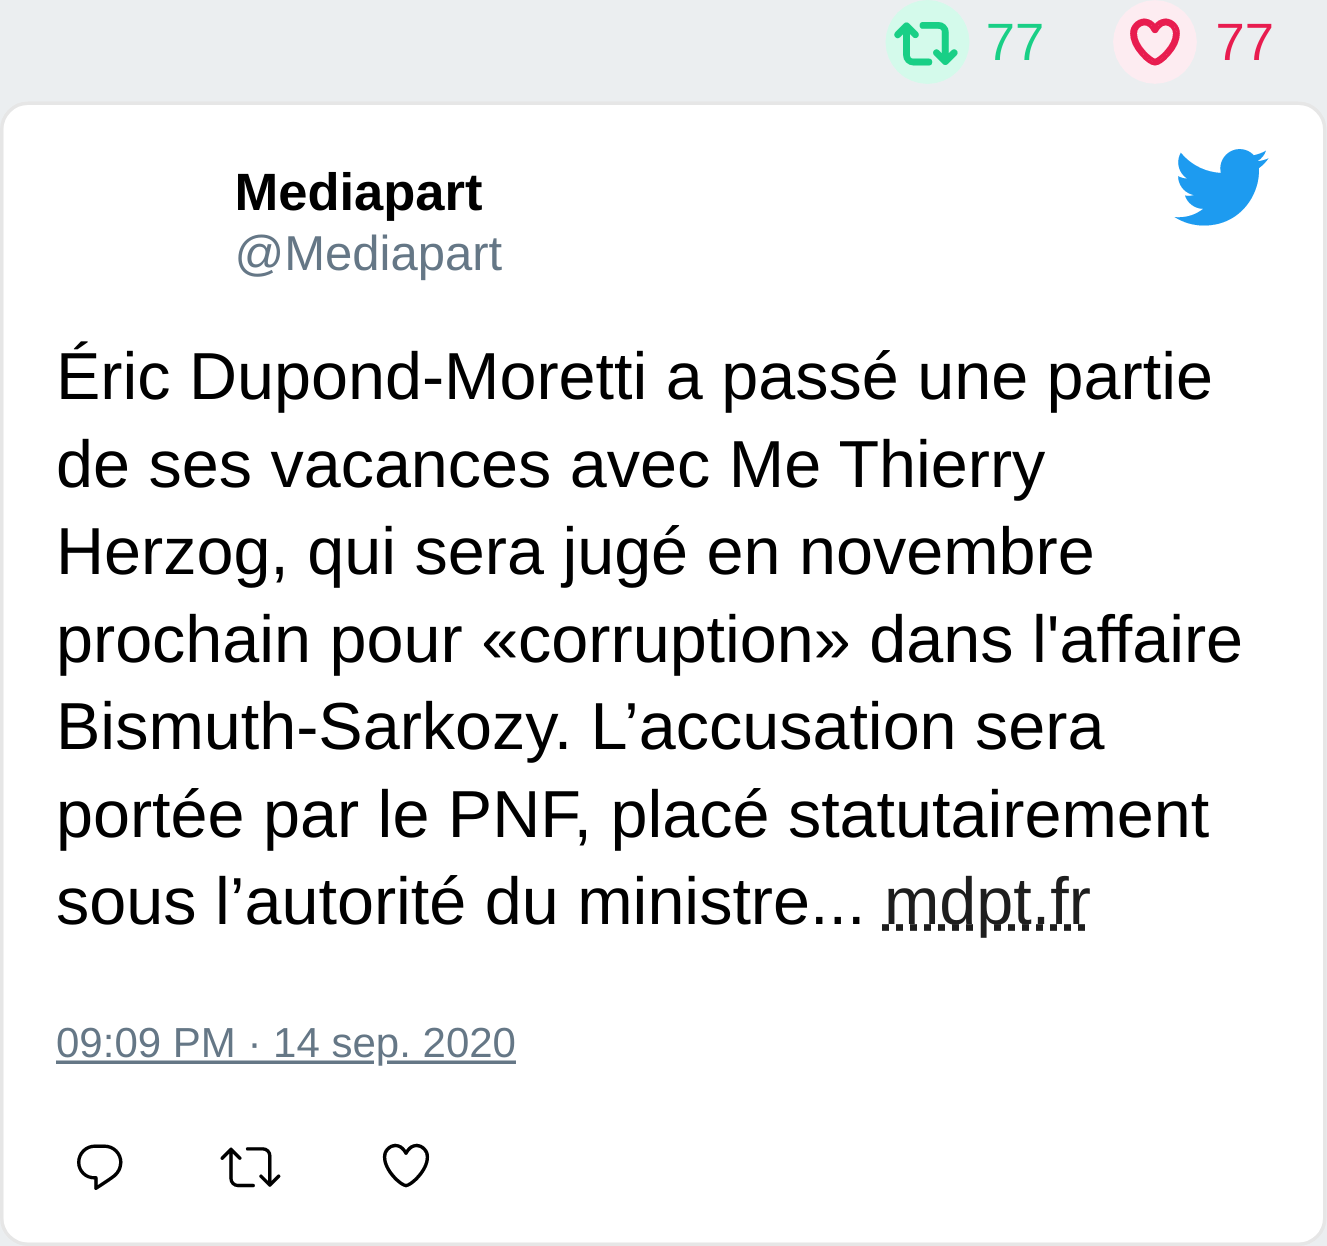 77 77
Mediapart
@Mediapart
Éric Dupond-Moretti a passé une partie
de ses vacances avec Me Thierry
Herzog, qui sera jugé en novembre
prochain pour «corruption» dans l'affaire
Bismuth-Sarkozy. L’accusation sera
portée par le PNF, placé statutairement
sous l’autorité du ministre... mdpt.fr
09:09 PM · 14 sep. 2020